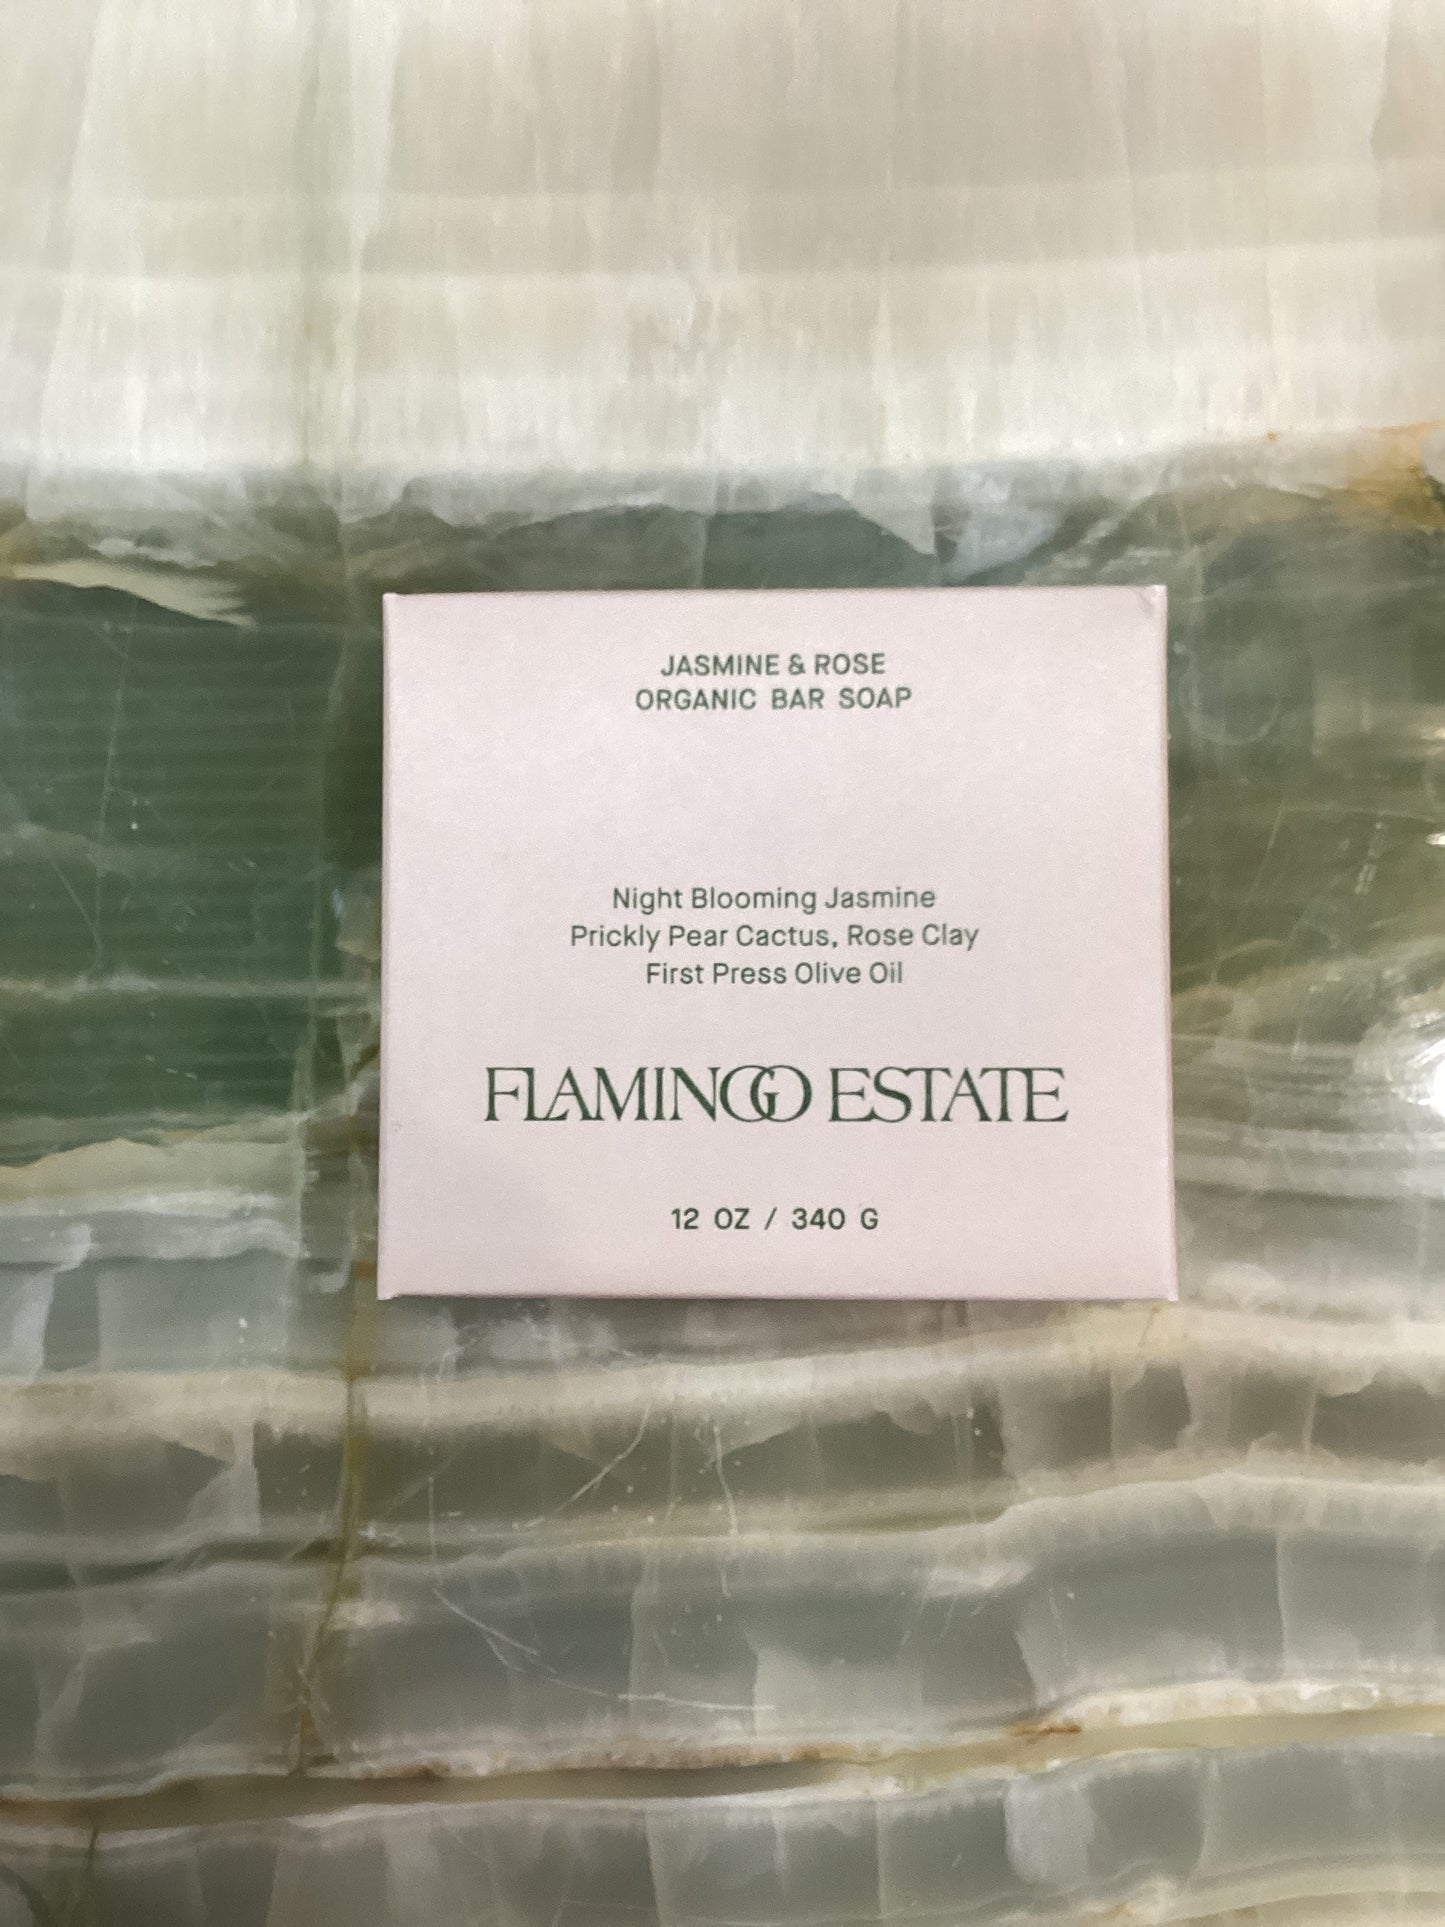 JASMINE & ROSE
ORGANIC BAR SOAP
Night Blooming Jasmine
Prickly Pear Cactus, Rose Clay
First Press Olive Oil
FLAMINGO ESTATE
12 OZ / 340 G